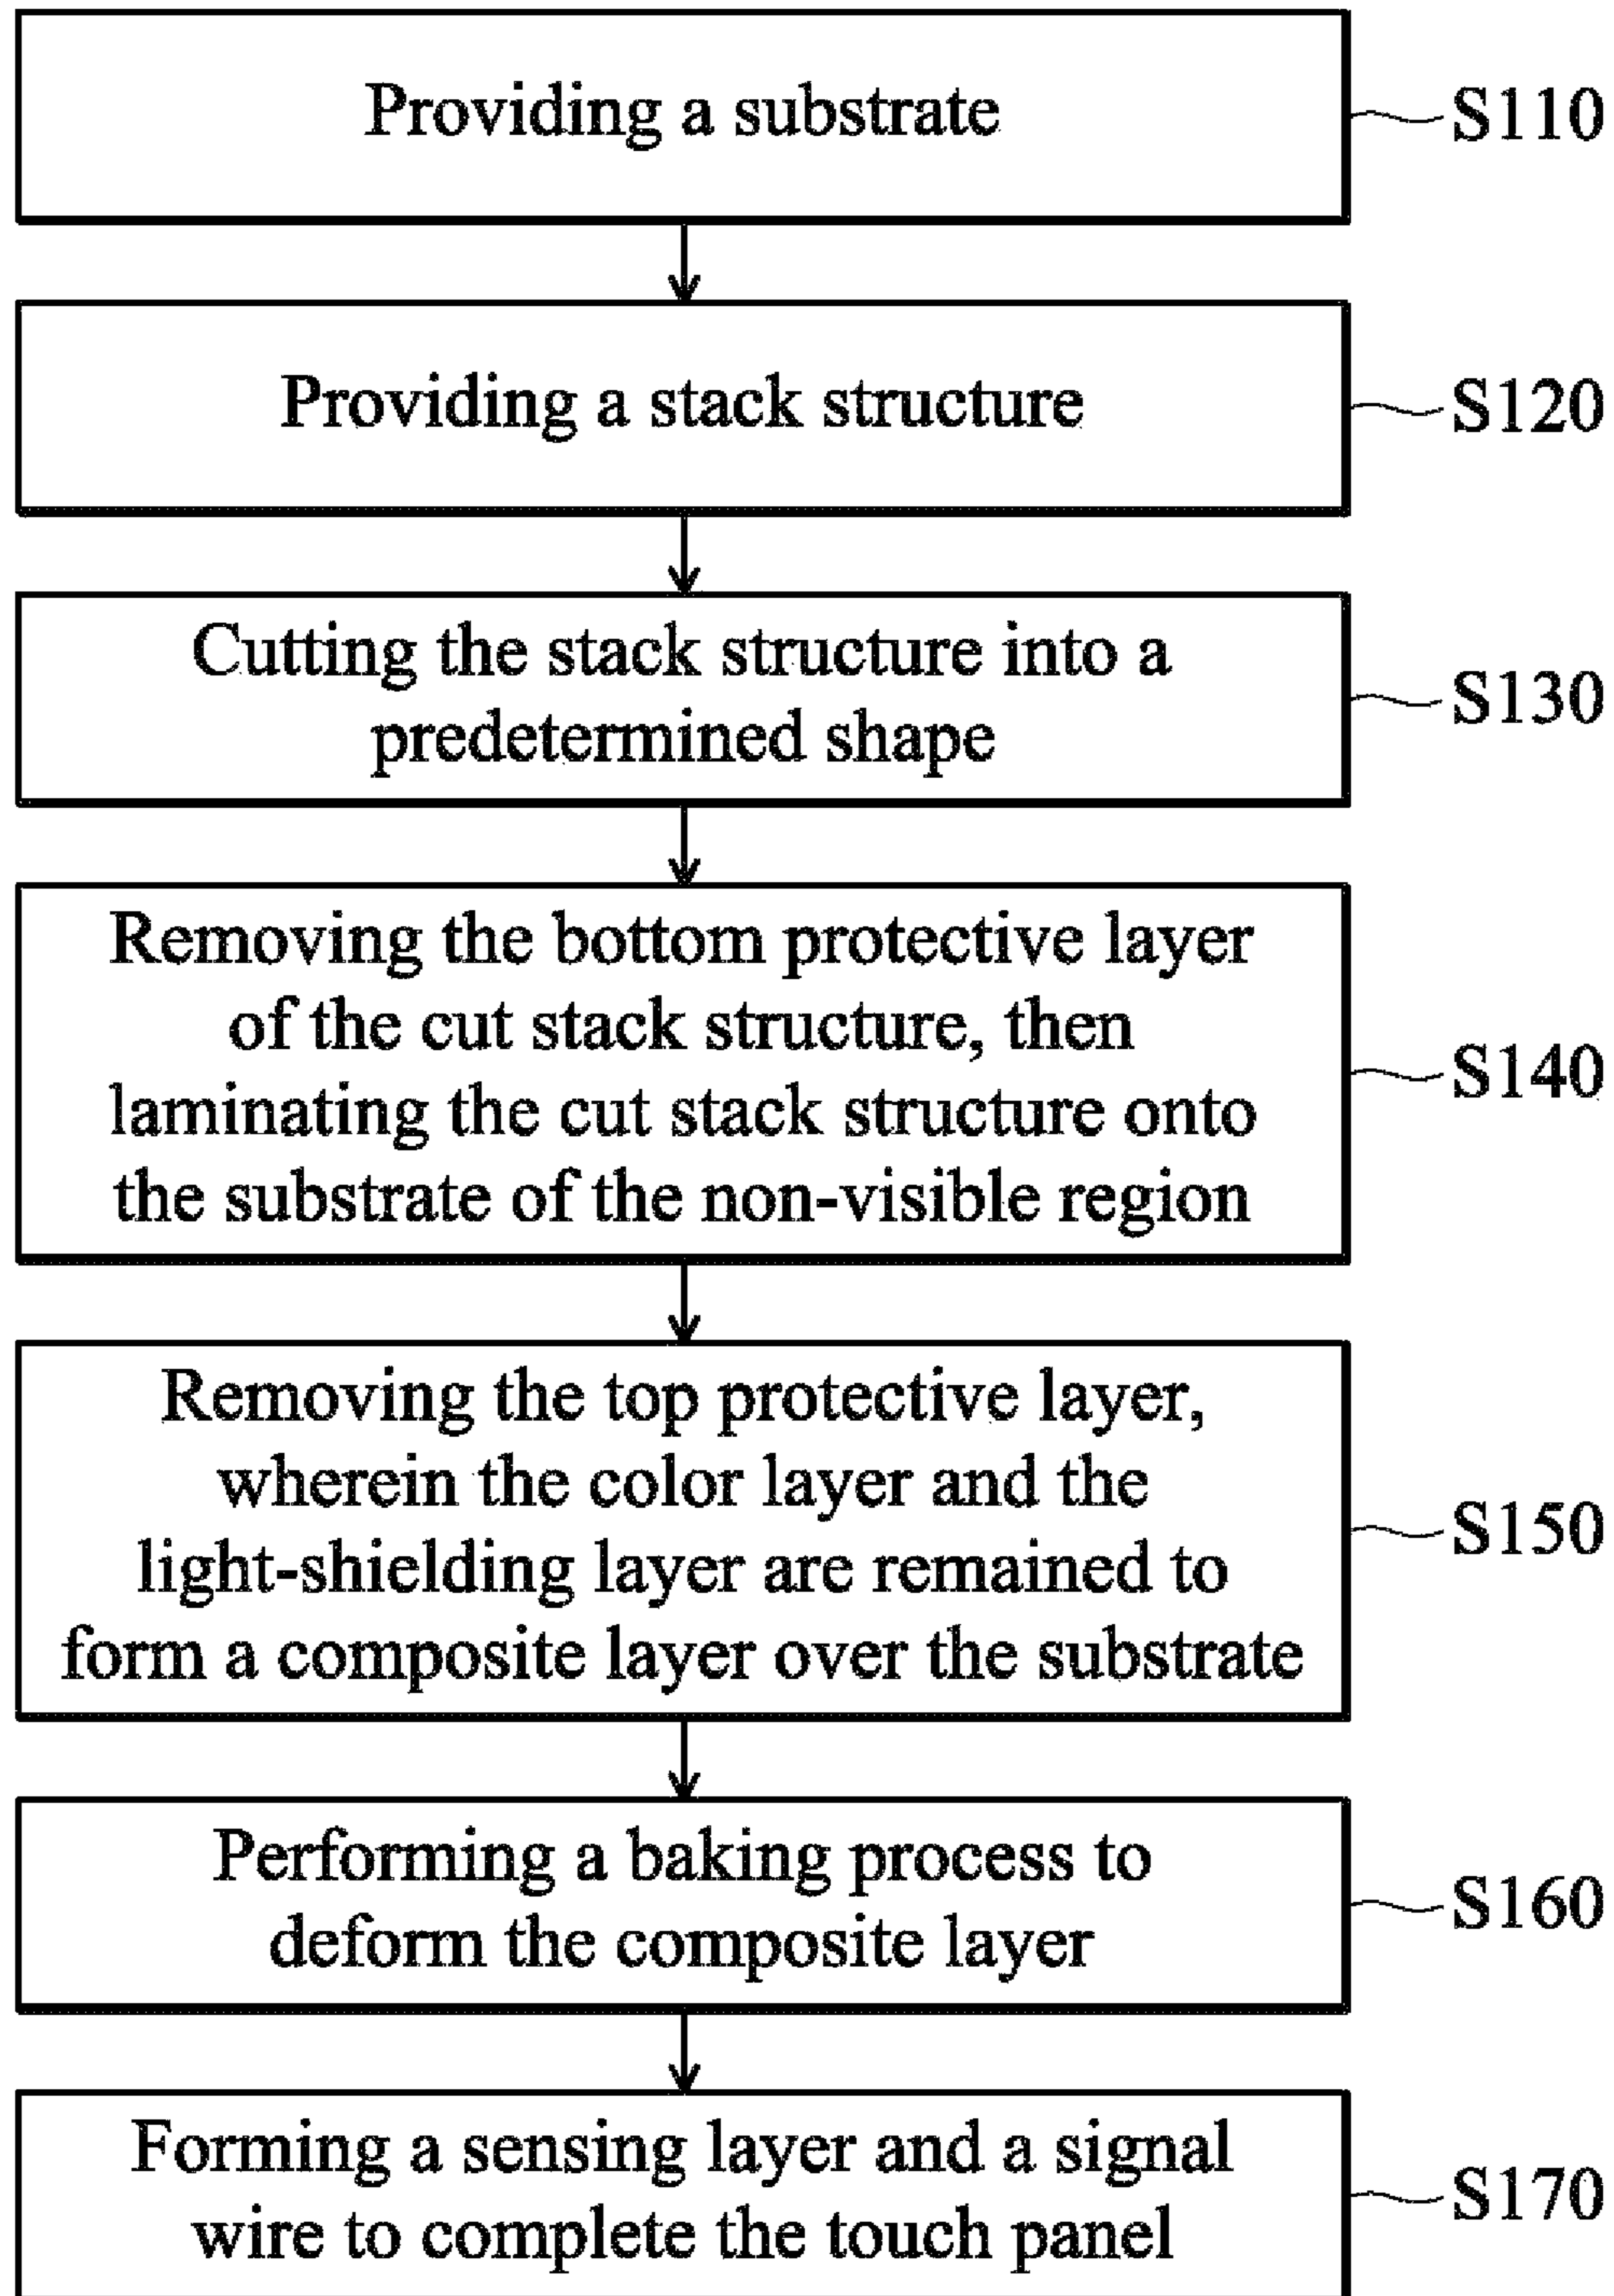 Providing a substrate
S110
Providing a stack structure
S120
Cutting the stack structure into a
predetermined shape
S130
Removing the bottom protective layer
of the cut stack structure, then
laminating the cut stack structure onto
the substrate of the non-visible region
S140
Removing the top protective layer,
wherein the color layer and the
light-shielding layer are remained to
form a composite layer over the substrate
S150
Performing a baking process to
deform the composite layer
S160
Forming a sensing layer and a signal
wire to complete the touch panel
S170